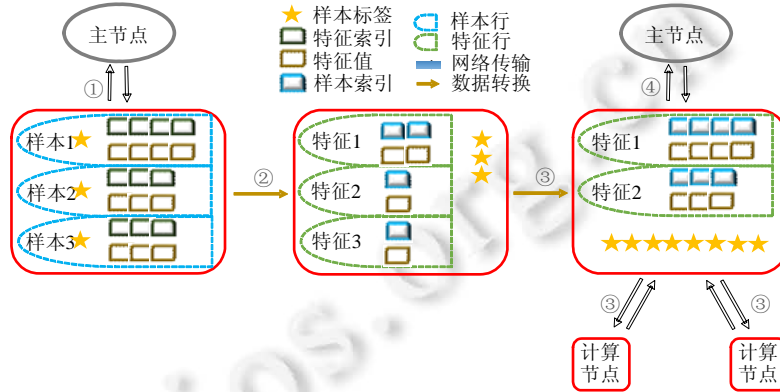 主节点
样本标签
特征索引
特征值
样本索引
样本行
特征行
网络传输
数据转换
主节点
①
④
样本1
样本2
样本3
②
特征1
特征2
特征3
③
特征1
特征2
③
③
计算
节点
计算
节点